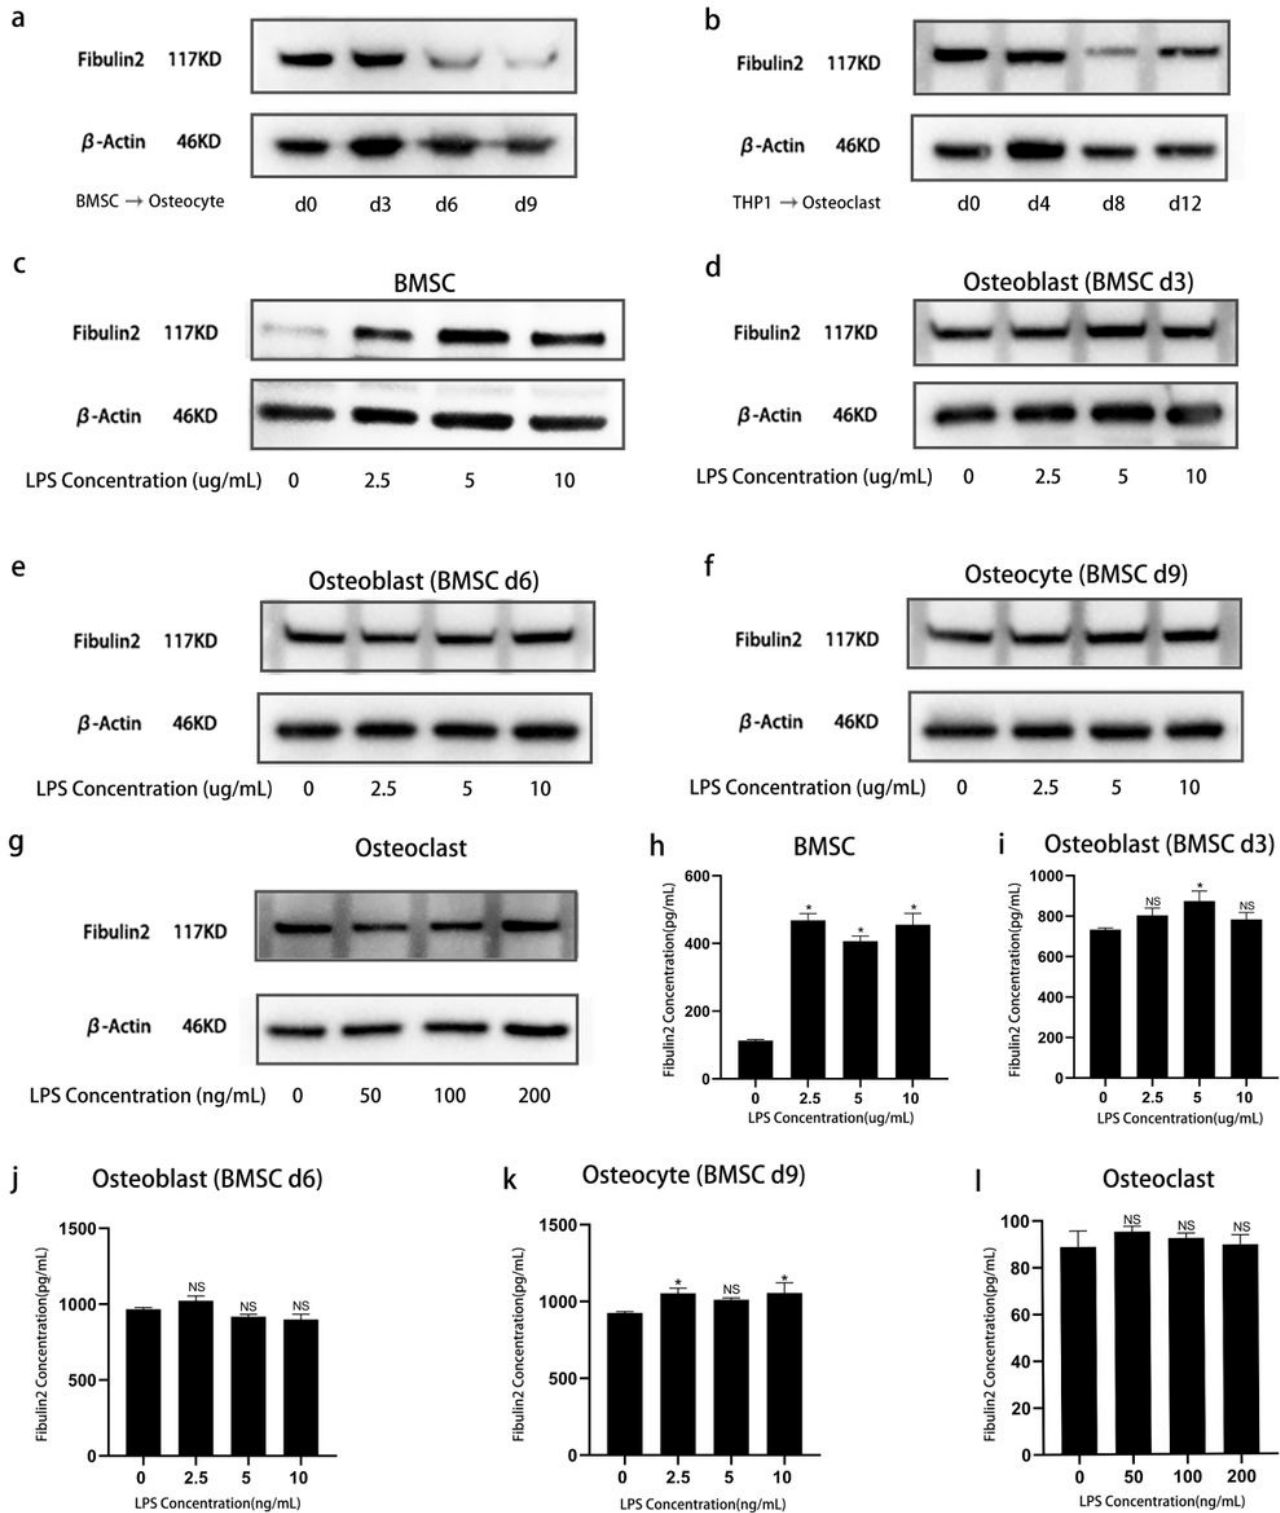 a
Fibulin2 117KD
β-Actin 46KD
BMSC → Osteocyte d0 d3 d6 d9
b
Fibulin2 117KD
β-Actin 46KD
THP1 → Osteoclast d0 d4 d8 d12
c
BMSC
Fibulin2 117KD
β-Actin 46KD
LPS Concentration (ug/mL) 0 2.5 5 10
d
Osteoblast (BMSC d3)
Fibulin2 117KD
β-Actin 46KD
LPS Concentration (ug/mL) 0 2.5 5 10
e
Osteoblast (BMSC d6)
Fibulin2 117KD
β-Actin 46KD
LPS Concentration (ug/mL) 0 2.5 5 10
f
Osteocyte (BMSC d9)
Fibulin2 117KD
β-Actin 46KD
LPS Concentration (ug/mL) 0 2.5 5 10
g
Osteoclast
Fibulin2 117KD
β-Actin 46KD
LPS Concentration (ng/mL) 0 50 100 200
h
BMSC
Fibulin2 Concentration(pg/mL)
600
400
200
0
* * *
0 2.5 5 10
LPS Concentration(ug/mL)
i
Osteoblast (BMSC d3)
Fibulin2 Concentration(pg/mL)
1000
800
600
400
200
0
NS * NS
0 2.5 5 10
LPS Concentration(ug/mL)
j
Osteoblast (BMSC d6)
Fibulin2 Concentration(pg/mL)
1500
1000
500
0
NS NS NS
0 2.5 5 10
LPS Concentration(ng/mL)
k
Osteocyte (BMSC d9)
Fibulin2 Concentration(pg/mL)
1500
1000
500
0
* NS *
0 2.5 5 10
LPS Concentration(ng/mL)
l
Osteoclast
Fibulin2 Concentration(pg/mL)
100
80
60
40
20
0
NS NS NS
0 50 100 200
LPS Concentration(ng/mL)